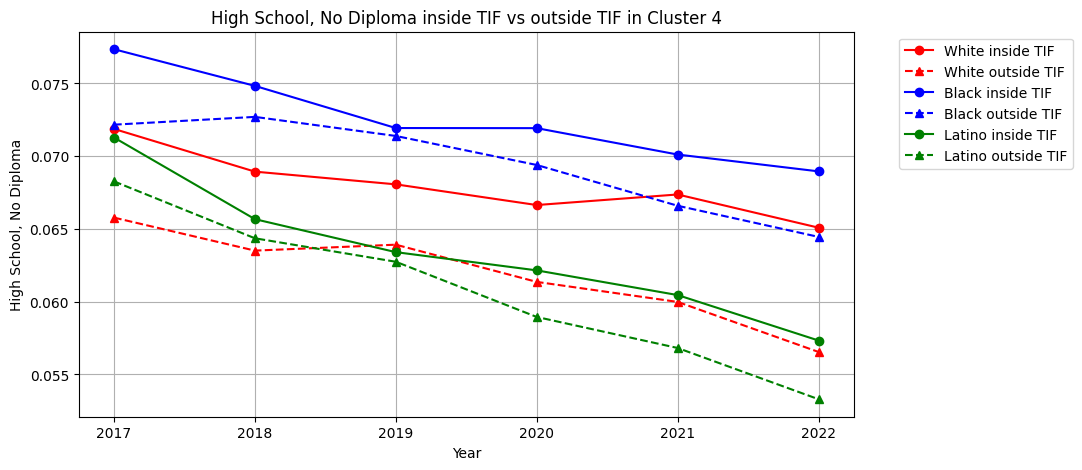 High School, No Diploma inside TIF vs outside TIF in Cluster 4
High School, No Diploma
0.075
0.070
0.065
0.060
0.055
2017 2018 2019 2020 2021 2022
Year
White inside TIF
White outside TIF
Black inside TIF
Black outside TIF
Latino inside TIF
Latino outside TIF